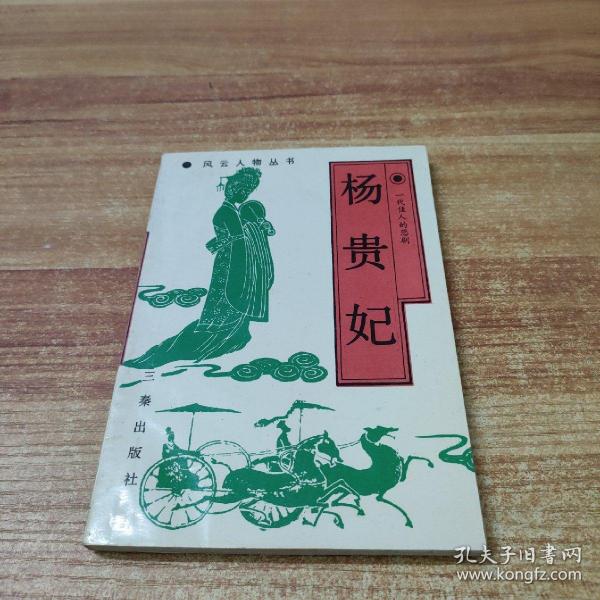 风云人物丛书
杨贵妃
一代佳人的悲剧
三秦出版社
孔夫子旧书网
www.kongfz.com